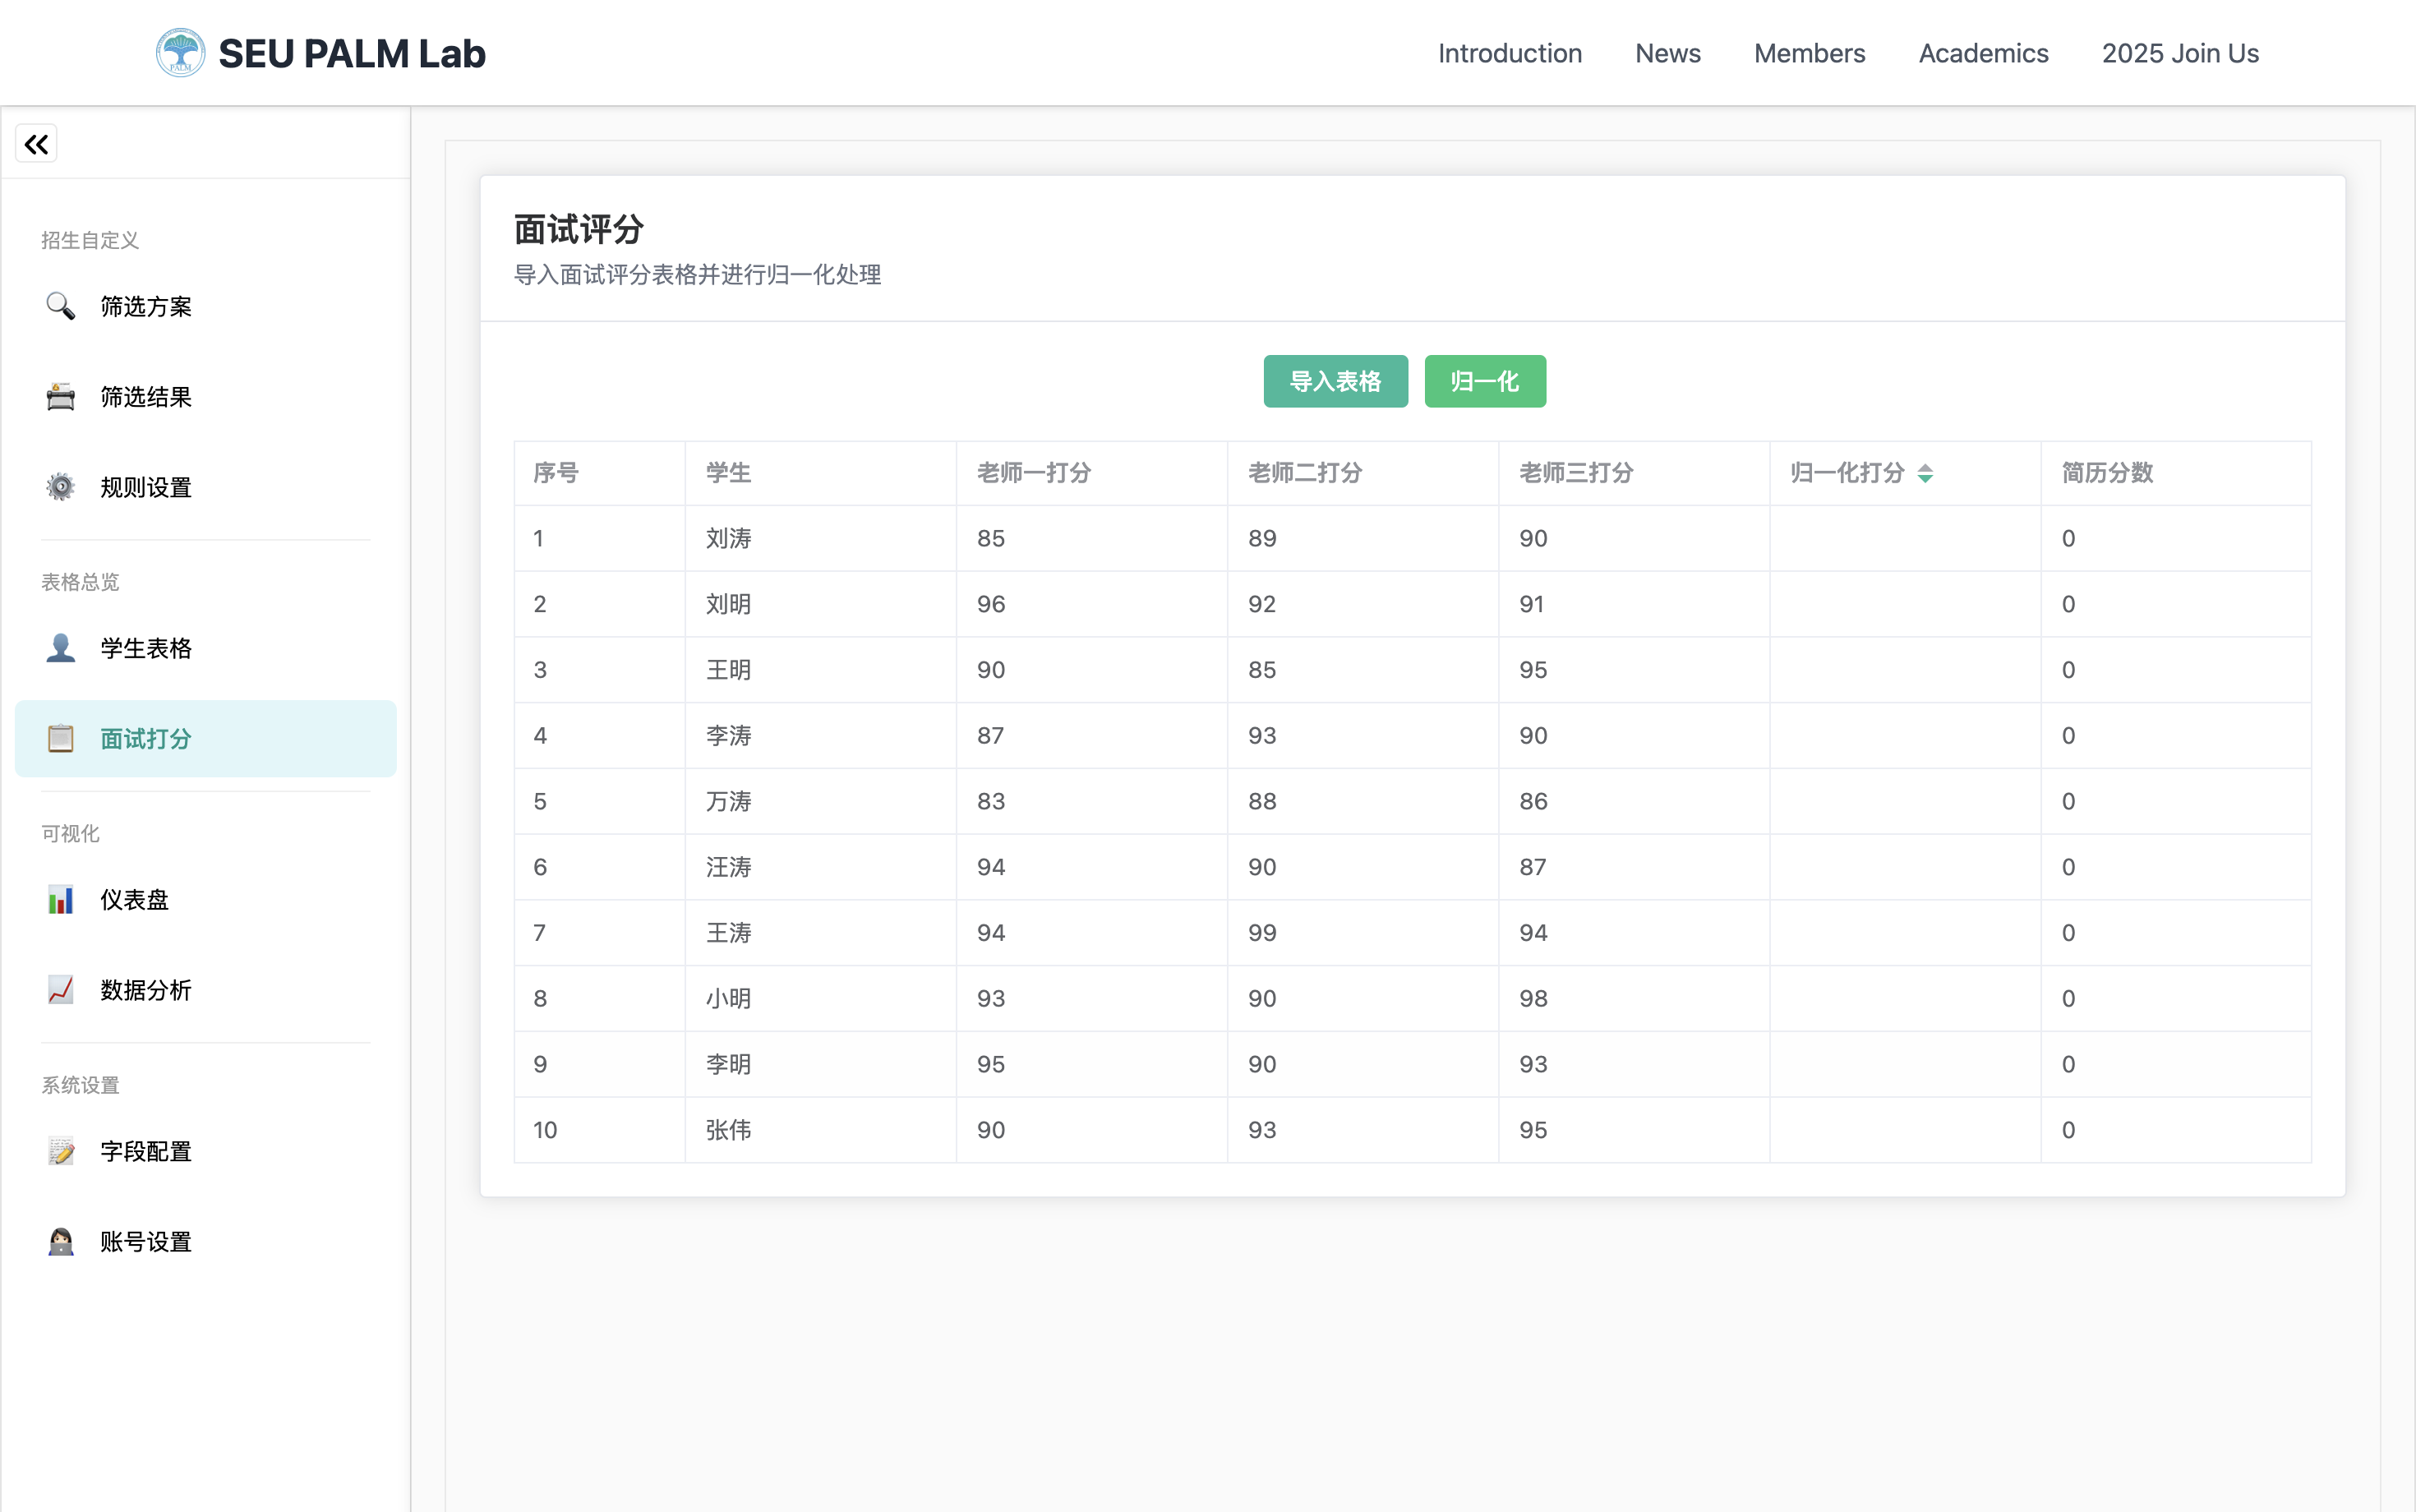 SEU PALM Lab
Introduction News Members Academics 2025 Join Us
招生自定义
筛选方案
筛选结果
规则设置
表格总览
学生表格
面试打分
可视化
仪表盘
数据分析
系统设置
字段配置
账号设置
面试评分
导入面试评分表格并进行归一化处理
导入表格 归一化
序号 学生 老师一打分 老师二打分 老师三打分 归一化打分 简历分数
1 刘涛 85 89 90 0
2 刘明 96 92 91 0
3 王明 90 85 95 0
4 李涛 87 93 90 0
5 万涛 83 88 86 0
6 汪涛 94 90 87 0
7 王涛 94 99 94 0
8 小明 93 90 98 0
9 李明 95 90 93 0
10 张伟 90 93 95 0